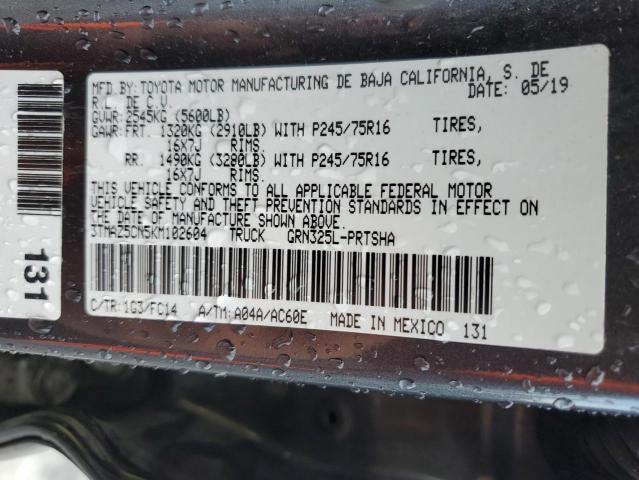 MFD.BY:TOYOTA MOTOR MANUFACTURING DE BAJA CALIFORNIA, S. DE
R.L. DE C.V. DATE: 05/19
GVWR:2545KG (5600LB)
GAWR:FRT. 1320KG (2910LB) WITH P245/75R16 TIRES,
16X7J RIMS.
RR. 1490KG (3280LB) WITH P245/75R16 TIRES,
16X7J RIMS.
THIS VEHICLE CONFORMS TO ALL APPLICABLE FEDERAL MOTOR
VEHICLE SAFETY AND THEFT PREVENTION STANDARDS IN EFFECT ON
THE DATE OF MANUFACTURE SHOWN ABOVE.
3TMAZ5CN5KM102604 TRUCK GRN325L-PRTSHA
C/TR:1G3/FC14 A/TM:A04A/AC60E MADE IN MEXICO 131
131